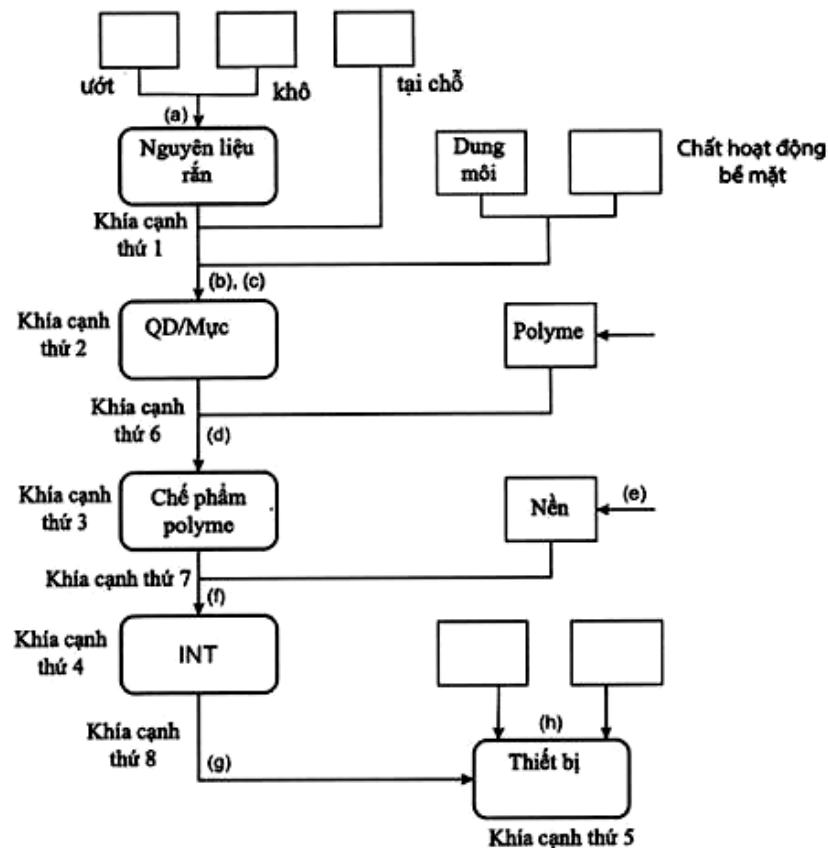 ướt
khô
tại chỗ
(a)
Nguyên liệu
rắn
Dung
môi
Chất hoạt động
bề mặt
Khía cạnh
thứ 1
(b), (c)
Khía cạnh
thứ 2
QD/Mực
Polyme
Khía cạnh
thứ 6
(d)
Khía cạnh
thứ 3
Chế phẩm
polyme
Nền
(e)
Khía cạnh thứ 7
(f)
Khía cạnh
thứ 4
INT
Khía cạnh
thứ 8
(g)
(h)
Thiết bị
Khía cạnh thứ 5